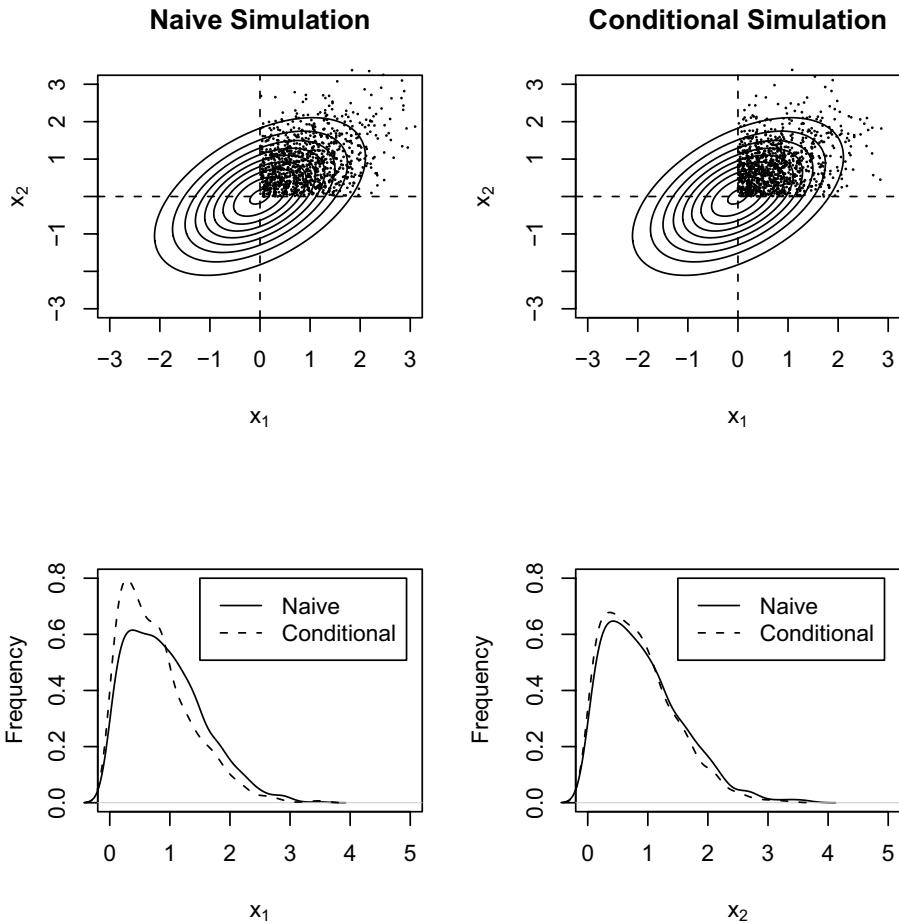 Naive Simulation
Conditional Simulation
x₂
3
2
1
−1
−3
−3 −2 −1 0 1 2 3
x₁
x₂
3
2
1
−1
−3
−3 −2 −1 0 1 2 3
x₁
Frequency
0.8
0.6
0.4
0.2
0.0
Naive
Conditional
0 1 2 3 4 5
x₁
Frequency
0.8
0.6
0.4
0.2
0.0
Naive
Conditional
0 1 2 3 4 5
x₂